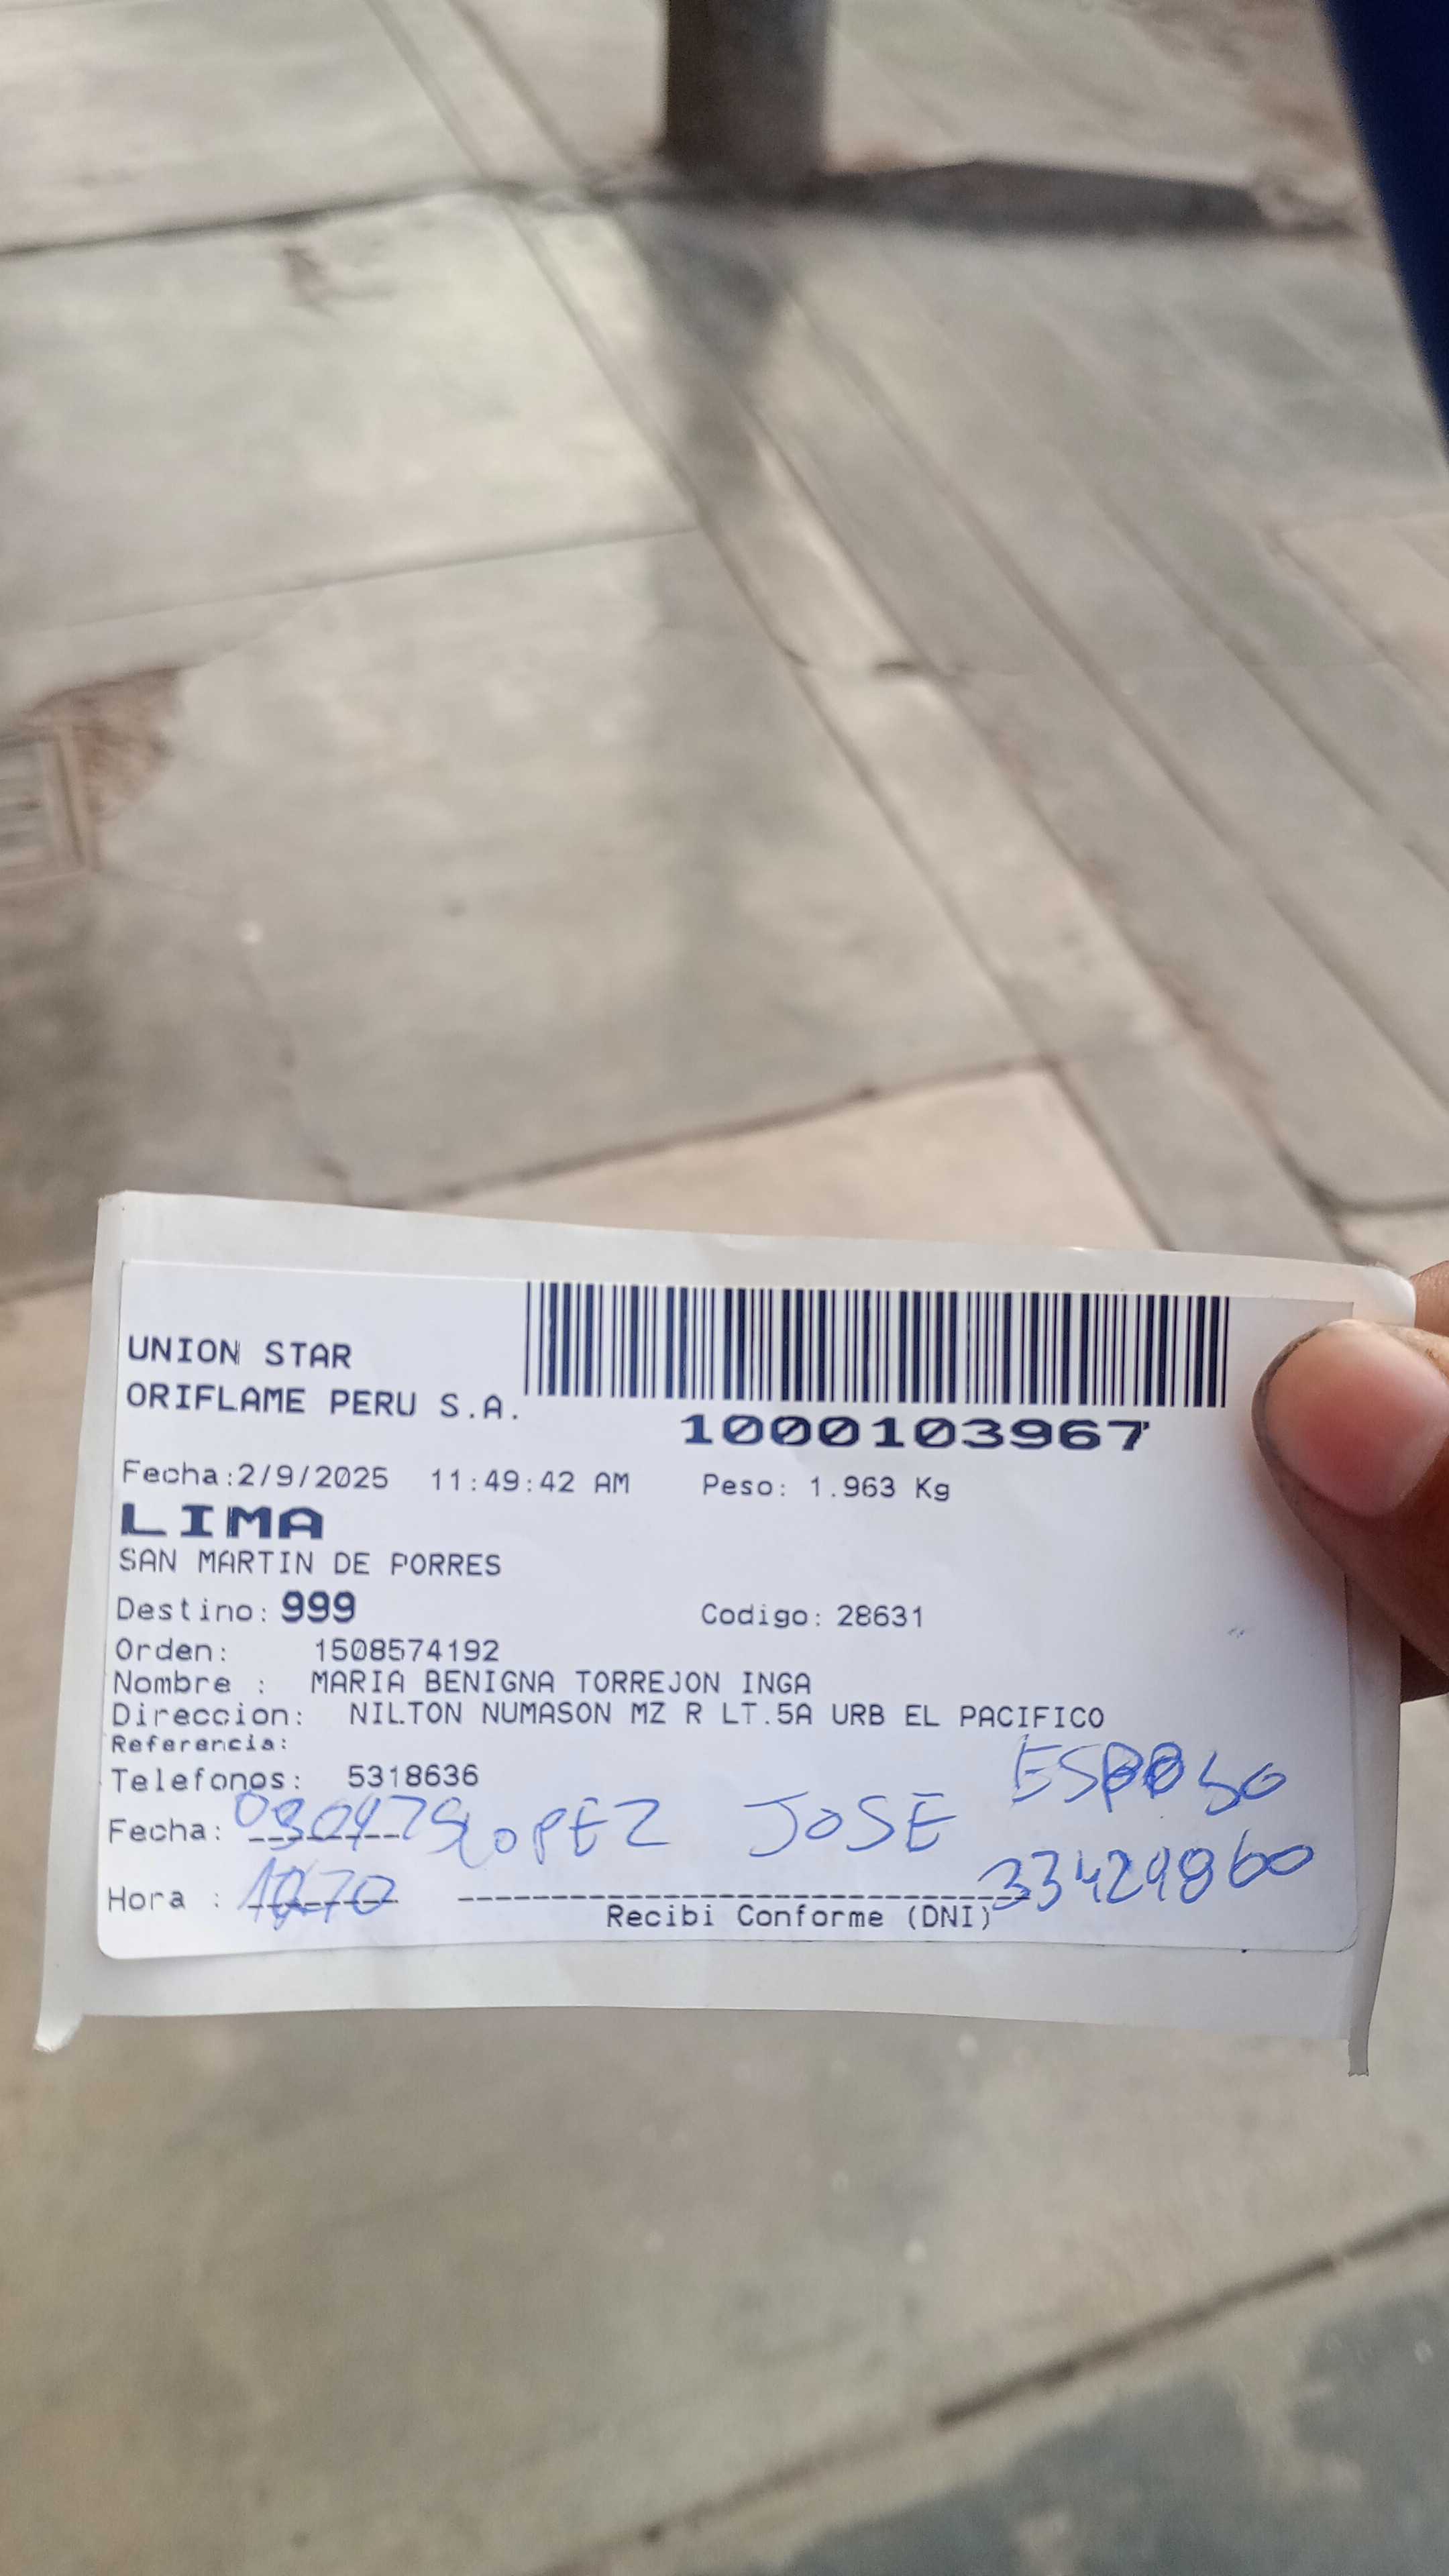 UNION STAR
ORIFLAME PERU S.A.
1000103967
Fecha:2/9/2025 11:49:42 AM Peso: 1.963 Kg
LIMA
SAN MARTIN DE PORRES
Destino: 999 Codigo: 28631
Orden: 1508574192
Nombre : MARIA BENIGNA TORREJON INGA
Direccion: NILTON NUMASON MZ R LT.5A URB EL PACIFICO
Referencia:
ESPOSO
Telefonos: 5318636
Fecha: LOPEZ JOSE
33429860
Hora :
Recibi Conforme (DNI)